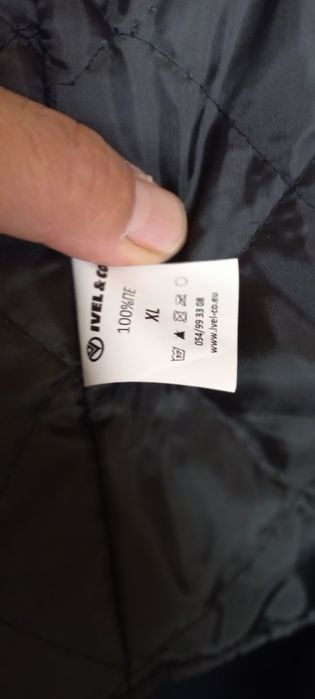 IVEL & CO
100%ПЕ
XL
054/99 33 08
www.ivel-co.eu